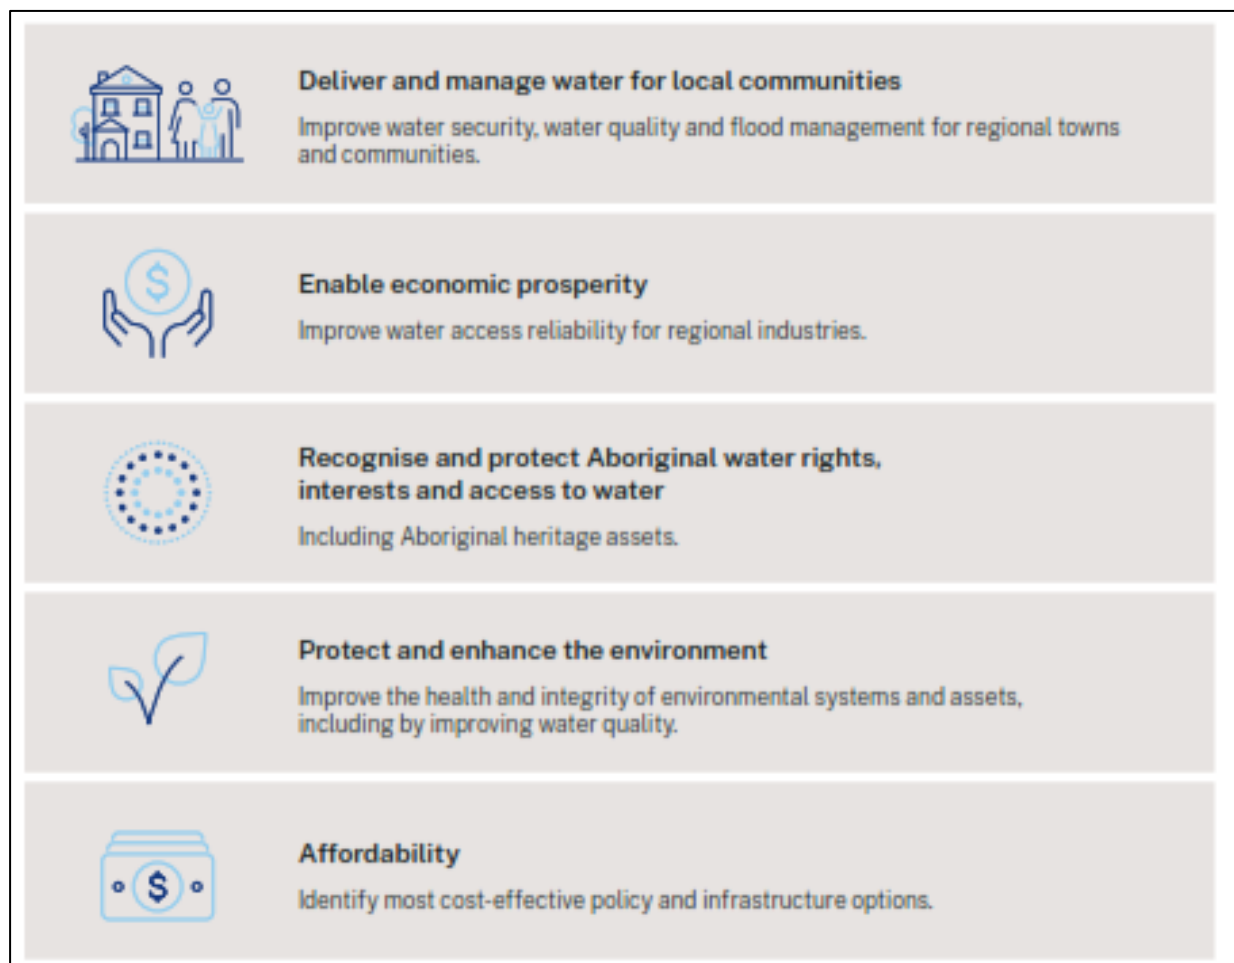 Deliver and manage water for local communities
Improve water security, water quality and flood management for regional towns
and communities.
$
Enable economic prosperity
Improve water access reliability for regional industries.
Recognise and protect Aboriginal water rights,
interests and access to water
Including Aboriginal heritage assets.
Protect and enhance the environment
Improve the health and integrity of environmental systems and assets,
including by improving water quality.
$
Affordability
Identify most cost-effective policy and infrastructure options.